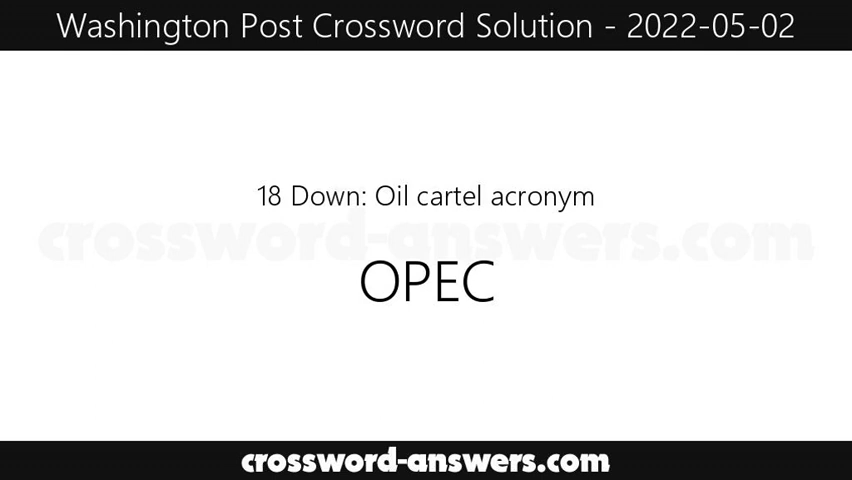 Washington Post Crossword Solution - 2022-05-02
18 Down: Oil cartel acronym
crossword-answers.com
OPEC
crossword-answers.com